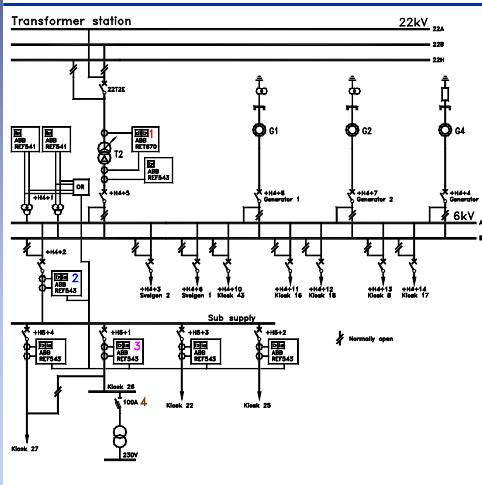 Transformer station
22kV
22A
22B
22H
22T2E
1
ABB
REF541
ABB
REF541
ABB
RET670
T2
ABB
REF543
G1
G2
G4
OR
+H4+1
+H4+5
+H4+6
Generator 1
+H4+7
Generator 2
+H4+4
Generator
6kV
A
B
+H4+2
2
ABB
REF543
+H4+3
Svelgen 2
+H4+10
Kiosk 43
+H4+11
Kiosk 16
+H4+12
Kiosk 18
+H4+13
Kiosk 8
+H4+14
Kiosk 17
Svelgen 1
Sub supply
+H5+4
ABB
REF543
+H5+1
3
ABB
REF543
+H5+3
ABB
REF543
+H5+2
ABB
REF543
Normally open
Kiosk 26
100A 4
Kiosk 22
Kiosk 25
Kiosk 27
230V